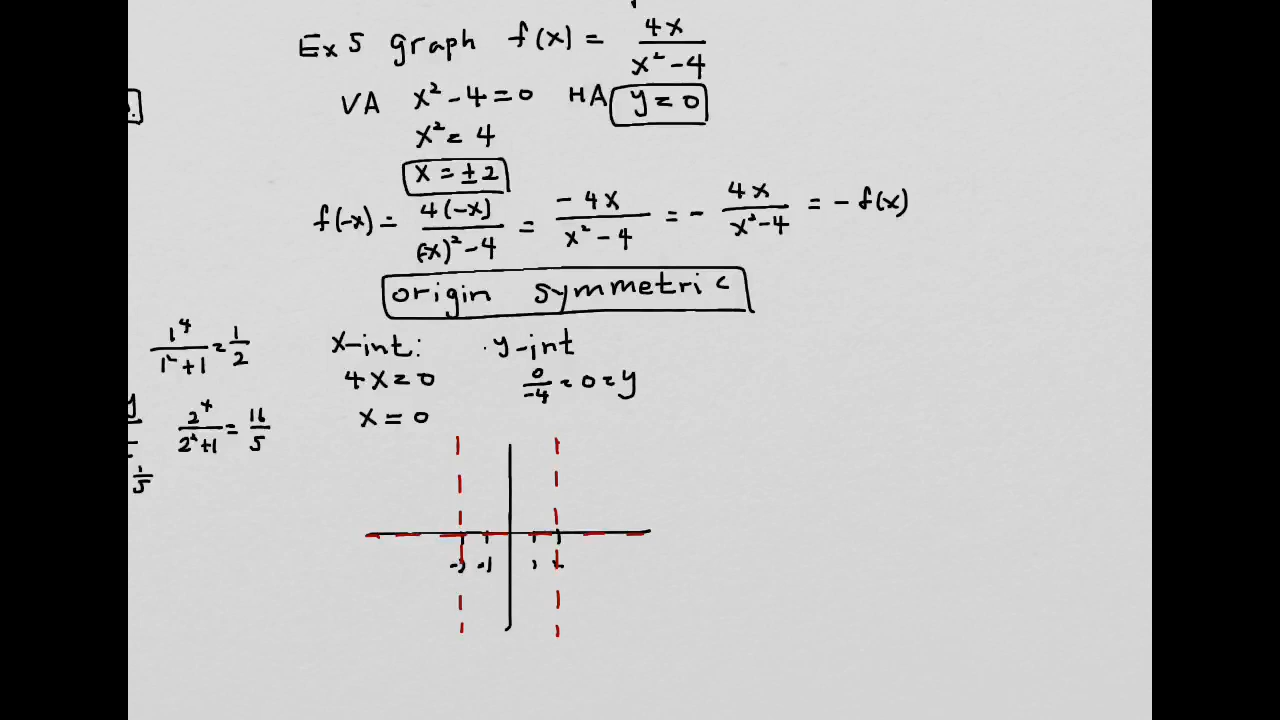 Ex 5 graph f(x) = 4x / x² - 4
VA x² - 4 = 0 HA y = 0
x² = 4
x = ± 2
f(-x) = 4(-x) / (-x)² - 4 = - 4x / x² - 4 = - 4x / x² - 4 = - f(x)
origin symmetric
x-int: y-int
4x = 0 0 / -4 = 0 = y
x = 0
1⁴ / 1² + 1 = 1 / 2
2⁴ / 2² + 1 = 16 / 5
y
1 / 5
-2 -1 1 2